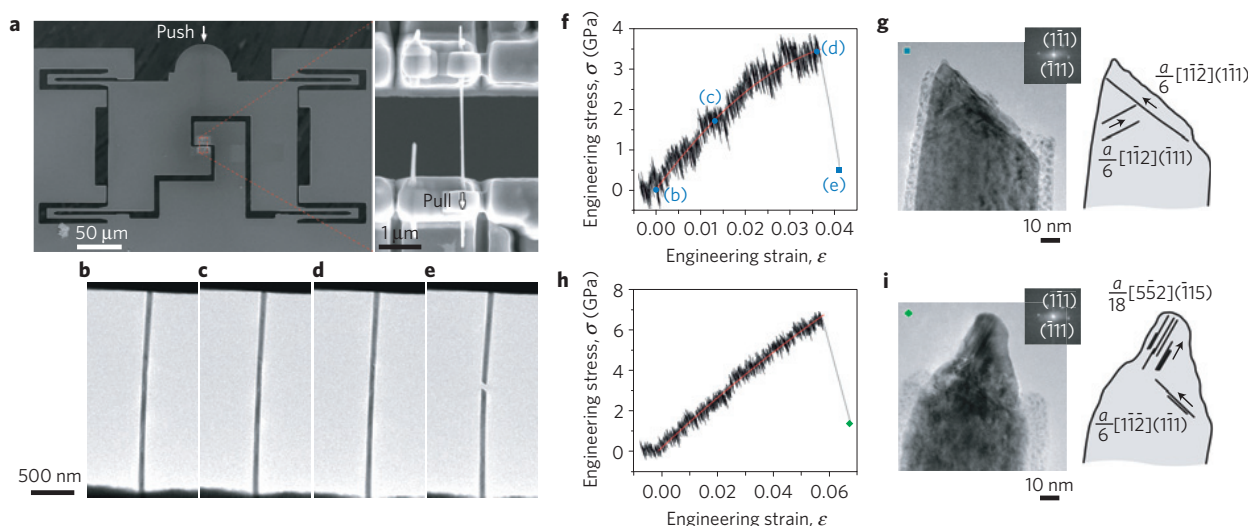 a
Push
50 μm
Pull
1 μm
b
c
d
e
500 nm
f
Engineering stress, σ (GPa)
4
3
2
1
0
(b)
(c)
(d)
(e)
0.00 0.01 0.02 0.03 0.04
Engineering strain, ε
g
(11̄1)
(1̄11)
a/6[11̄2̄](11̄1)
a/6[11̄2](1̄11)
10 nm
h
Engineering stress, σ (GPa)
8
6
4
2
0
0.00 0.02 0.04 0.06
Engineering strain, ε
i
(11̄1)
(1̄11)
a/18[55̄2](1̄15)
a/6[11̄2̄](11̄1)
10 nm